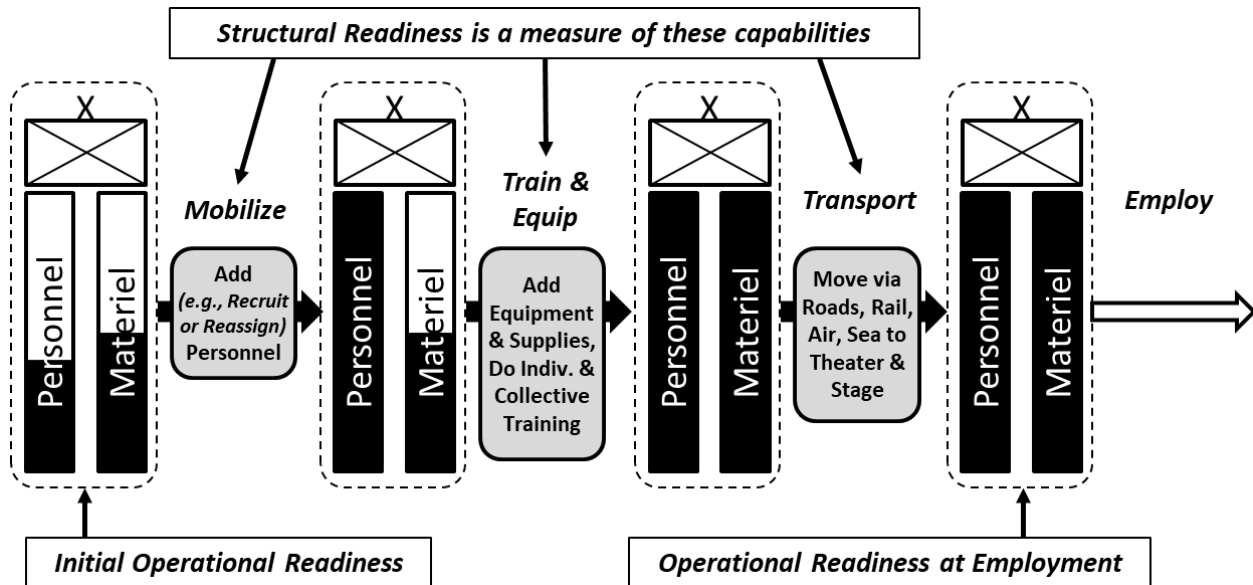 Structural Readiness is a measure of these capabilities
X
Personnel
Materiel
Mobilize
Add
(e.g., Recruit
or Reassign)
Personnel
X
Personnel
Materiel
Train &
Equip
Add
Equipment
& Supplies,
Do Indiv. &
Collective
Training
X
Personnel
Materiel
Transport
Move via
Roads, Rail,
Air, Sea to
Theater &
Stage
X
Personnel
Materiel
Employ
Initial Operational Readiness
Operational Readiness at Employment